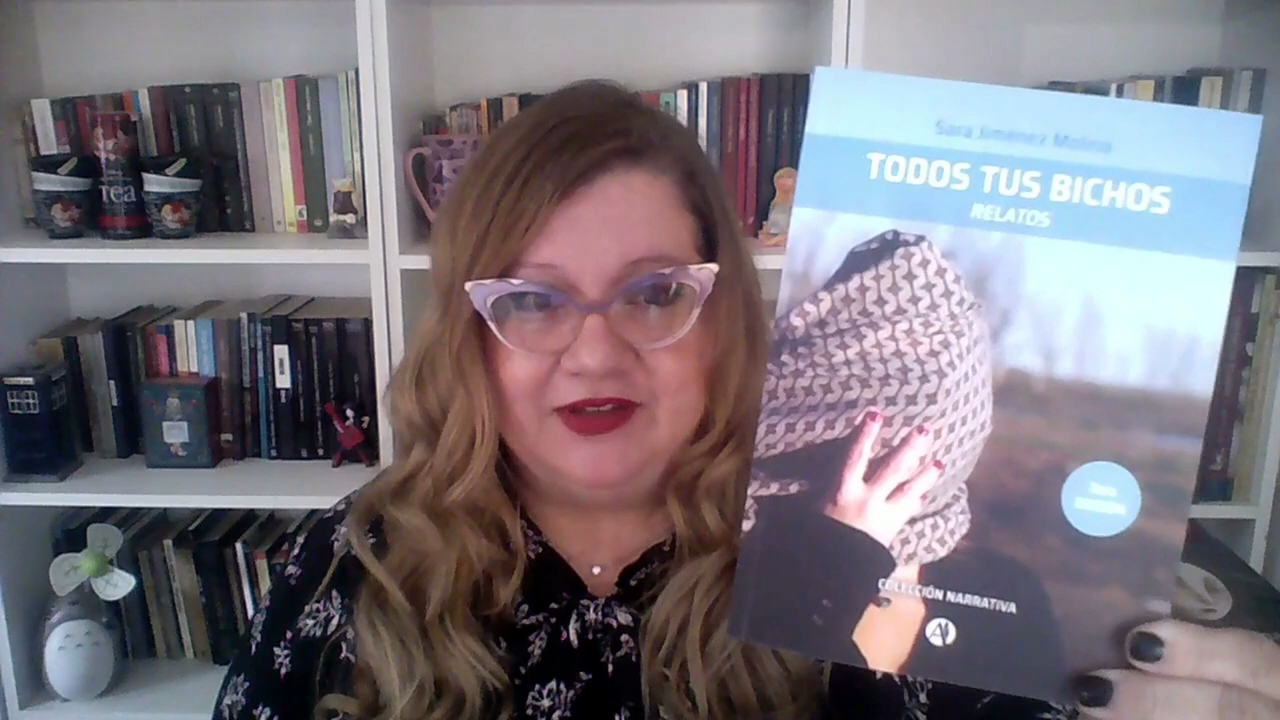 Sara Jiménez Molina
TODOS TUS BICHOS
RELATOS
COLECCIÓN NARRATIVA
Tea